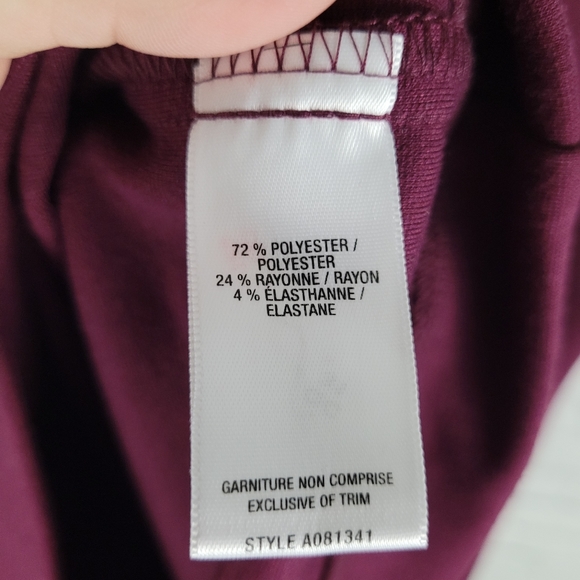 72 % POLYESTER /
POLYESTER
24 % RAYONNE / RAYON
4 % ÉLASTHANNE /
ELASTANE
GARNITURE NON COMPRISE
EXCLUSIVE OF TRIM
STYLE A081341